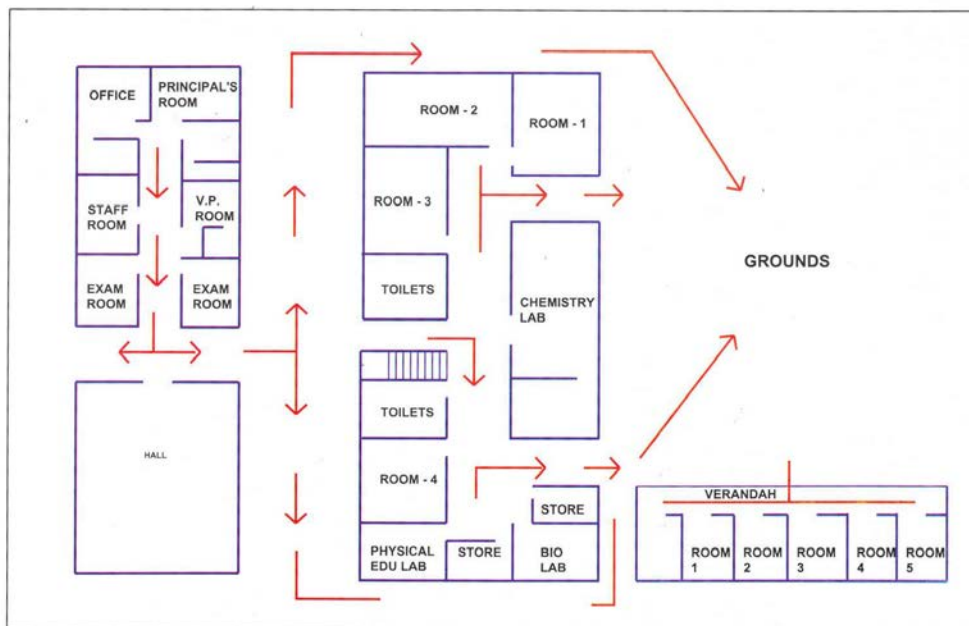 OFFICE
PRINCIPAL'S
ROOM
STAFF
ROOM
V.P.
ROOM
EXAM
ROOM
EXAM
ROOM
HALL
ROOM - 2
ROOM - 1
ROOM - 3
TOILETS
CHEMISTRY
LAB
TOILETS
ROOM - 4
STORE
PHYSICAL
EDU LAB
STORE
BIO
LAB
GROUNDS
VERANDAH
ROOM
1
ROOM
2
ROOM
3
ROOM
4
ROOM
5